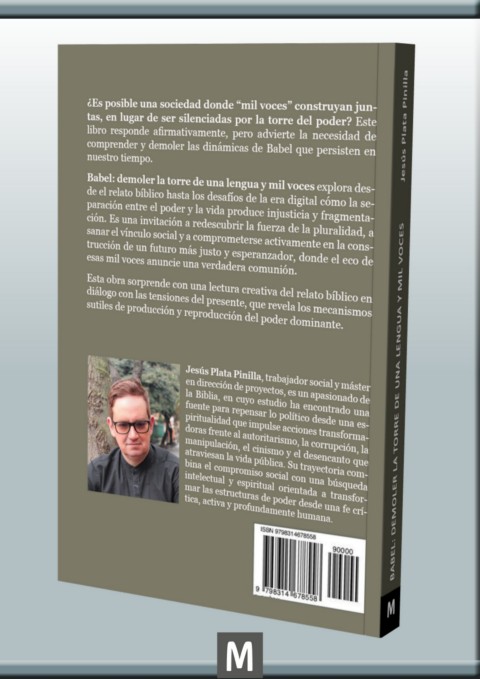 ¿Es posible una sociedad donde “mil voces” construyan jun-
tas, en lugar de ser silenciadas por la torre del poder? Este
libro responde afirmativamente, pero advierte la necesidad de
comprender y demoler las dinámicas de Babel que persisten en
nuestro tiempo.
Babel: demoler la torre de una lengua y mil voces explora des-
de el relato bíblico hasta los desafíos de la era digital cómo la se-
paración entre el poder y la vida produce injusticia y fragmenta-
ción. Es una invitación a redescubrir la fuerza de la pluralidad, a
sanar el vínculo social y a comprometerse activamente en la cons-
trucción de un futuro más justo y esperanzador, donde el eco de
esas mil voces anuncie una verdadera comunión.
Esta obra sorprende con una lectura creativa del relato bíblico en
diálogo con las tensiones del presente, que revela los mecanismos
sutiles de producción y reproducción del poder dominante.
Jesús Plata Pinilla, trabajador social y máster
en dirección de proyectos, es un apasionado de
la Biblia, en cuyo estudio ha encontrado una
fuente para repensar lo político desde una es-
piritualidad que impulse acciones transforma-
doras frente al autoritarismo, la corrupción, la
manipulación, el cinismo y el desencanto que
atraviesan la vida pública. Su trayectoria com-
bina el compromiso social con una búsqueda
intelectual y espiritual orientada a transfor-
mar las estructuras de poder desde una fe crí-
tica, activa y profundamente humana.
ISBN 9798314678558
90000
9 798314 678558
Jesús Plata Pinilla
BABEL: DEMOLER LA TORRE DE UNA LENGUA Y MIL VOCES
M
M